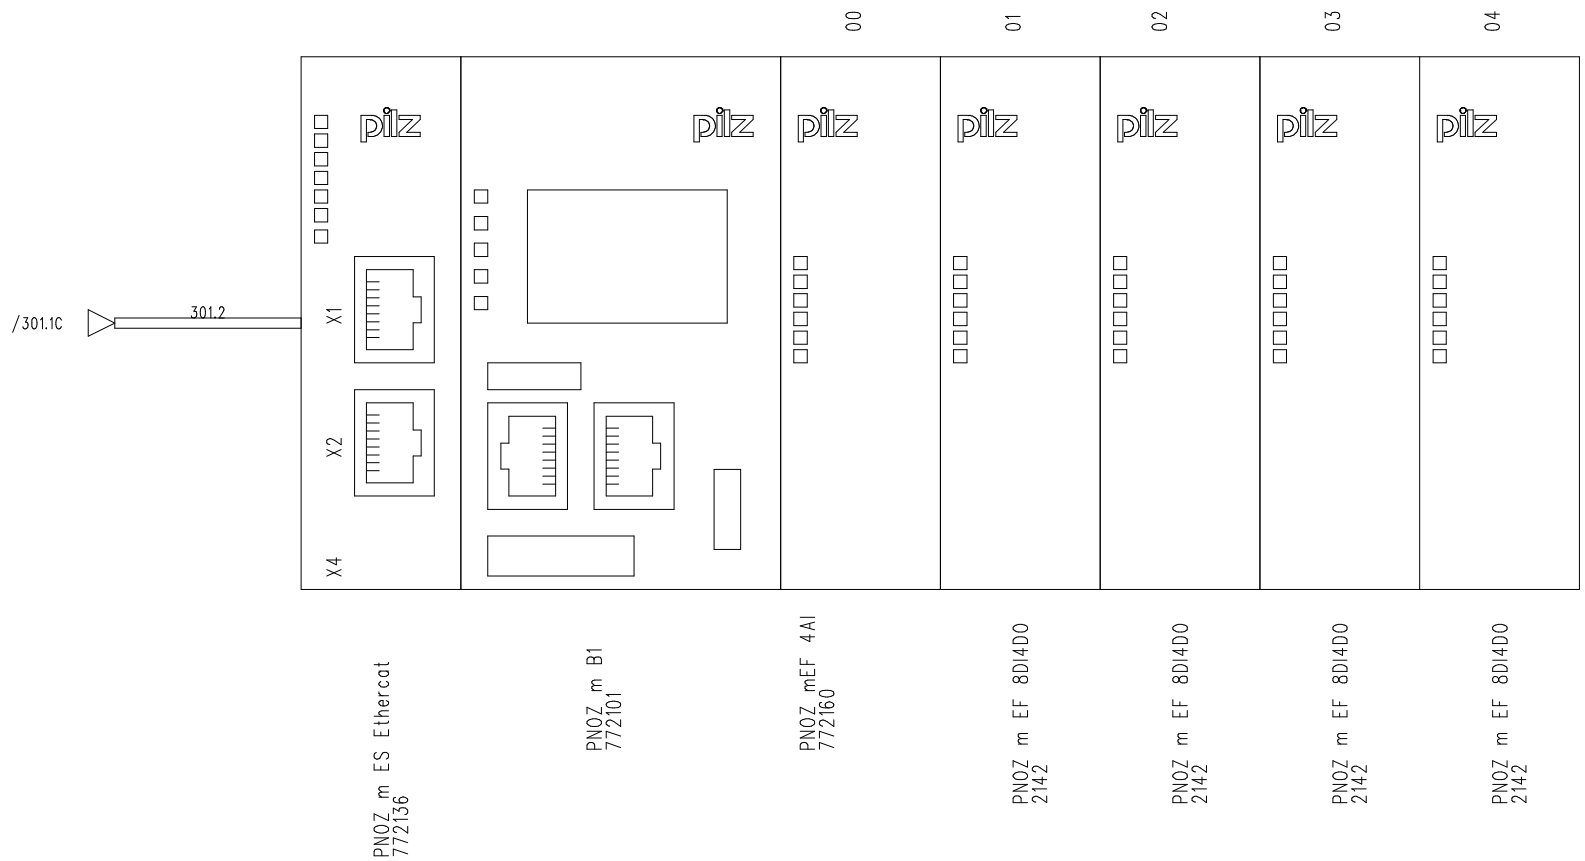 00
01
02
03
04
pilz
pilz
pilz
pilz
pilz
pilz
pilz
/301.1C
301.2
X1
X2
X4
PNOZ m ES Ethercat
772136
PNOZ m B1
772101
PNOZ mEF 4AI
772160
PNOZ m EF 8DI4DO
2142
PNOZ m EF 8DI4DO
2142
PNOZ m EF 8DI4DO
2142
PNOZ m EF 8DI4DO
2142